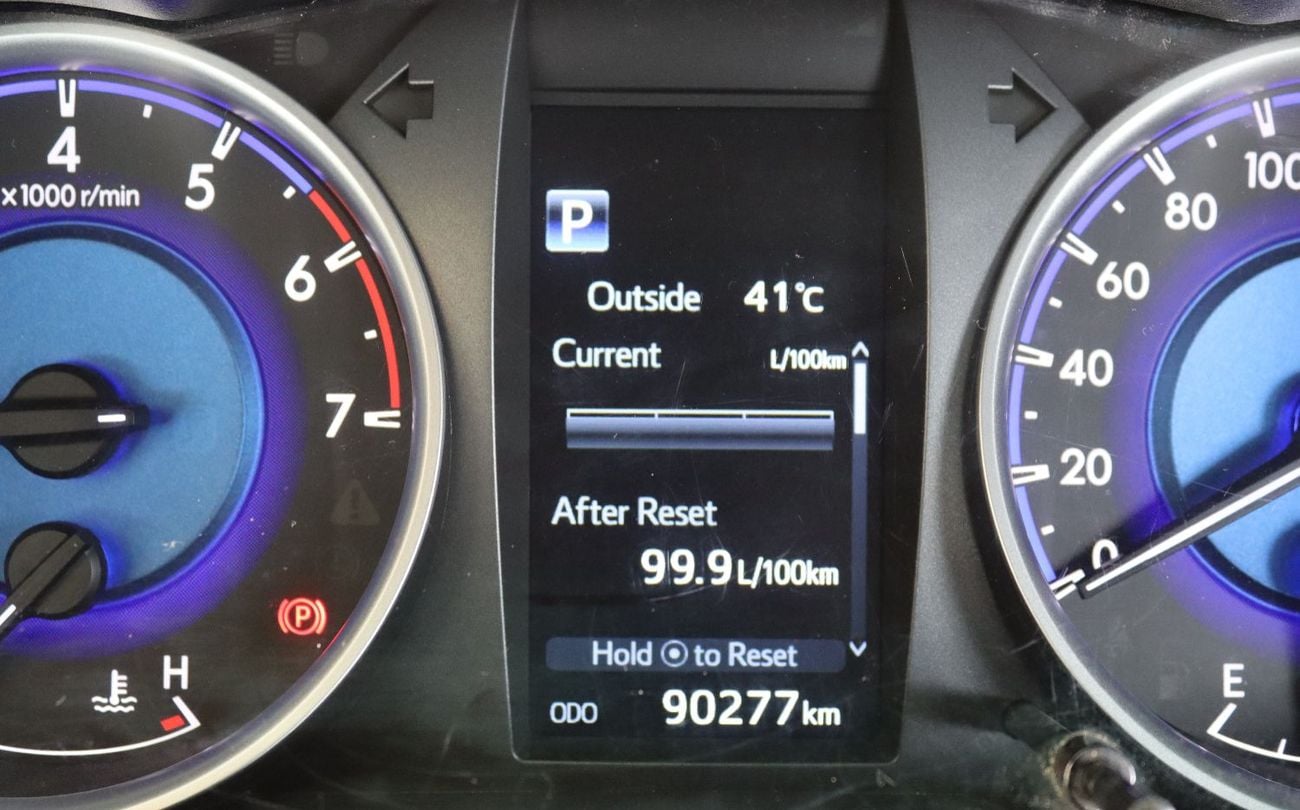 4
x1000 r/min
5
6
7
H
P
P
Outside 41°C
Current L/100km
After Reset
99.9 L/100km
Hold to Reset
ODO 90277 km
100
80
60
40
20
0
E